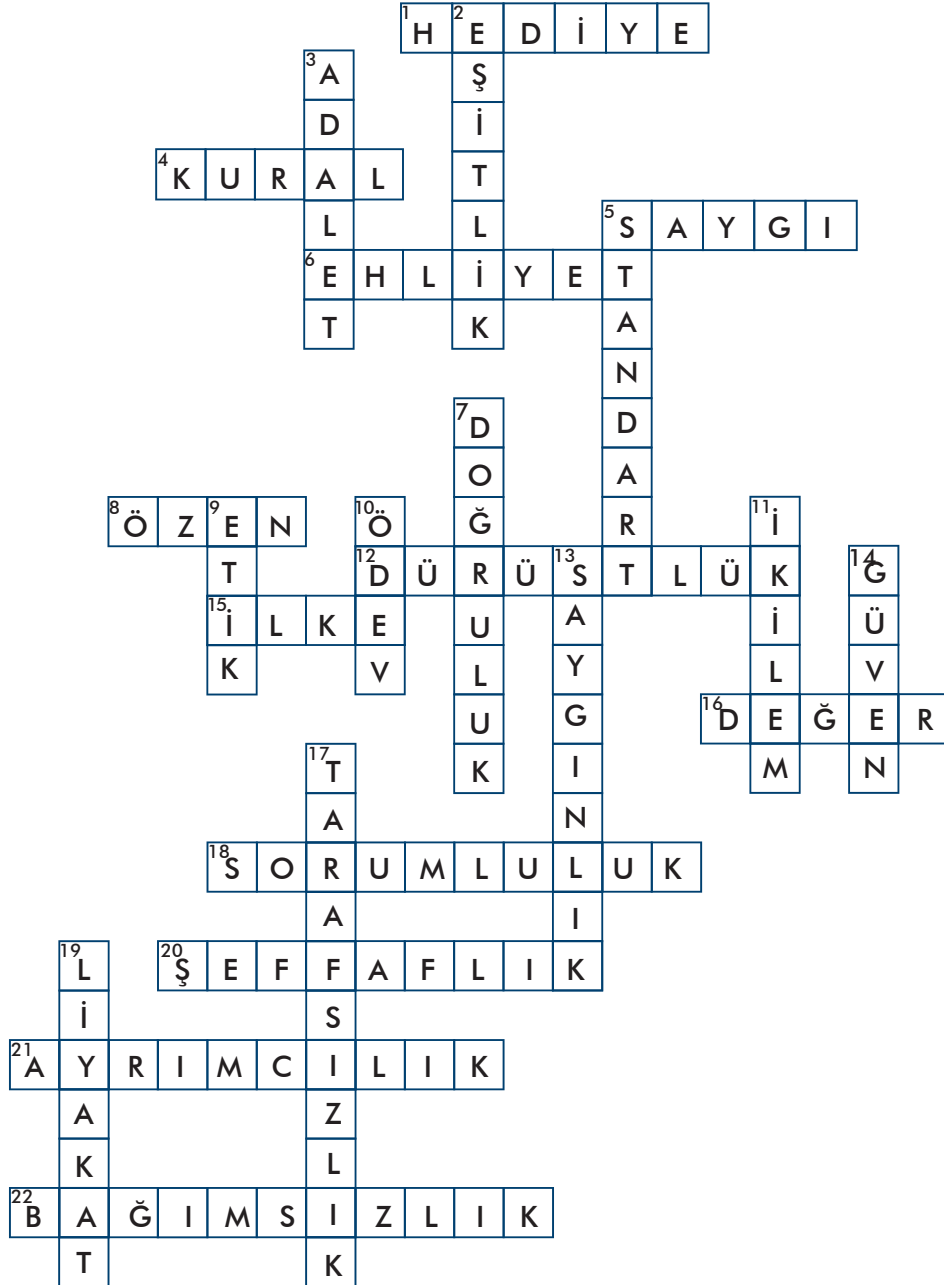 1 HEDİYE
2 EŞİTLİK
3 ADALET
4 KURAL
5 SAYGI
STANDART
6 EHLİYET
7 DOĞRULUK
8 ÖZEN
9 ETİK
10 ÖDEV
11 İKİLEM
12 DÜRÜSTLÜK
13 SAYGINLIK
14 GÜVEN
15 İLKE
16 DEĞER
17 TARAFSIZLIK
18 SORUMLULUK
19 LİYAKAT
20 ŞEFFAFLIK
21 AYRIMCILIK
22 BAĞIMSIZLIK